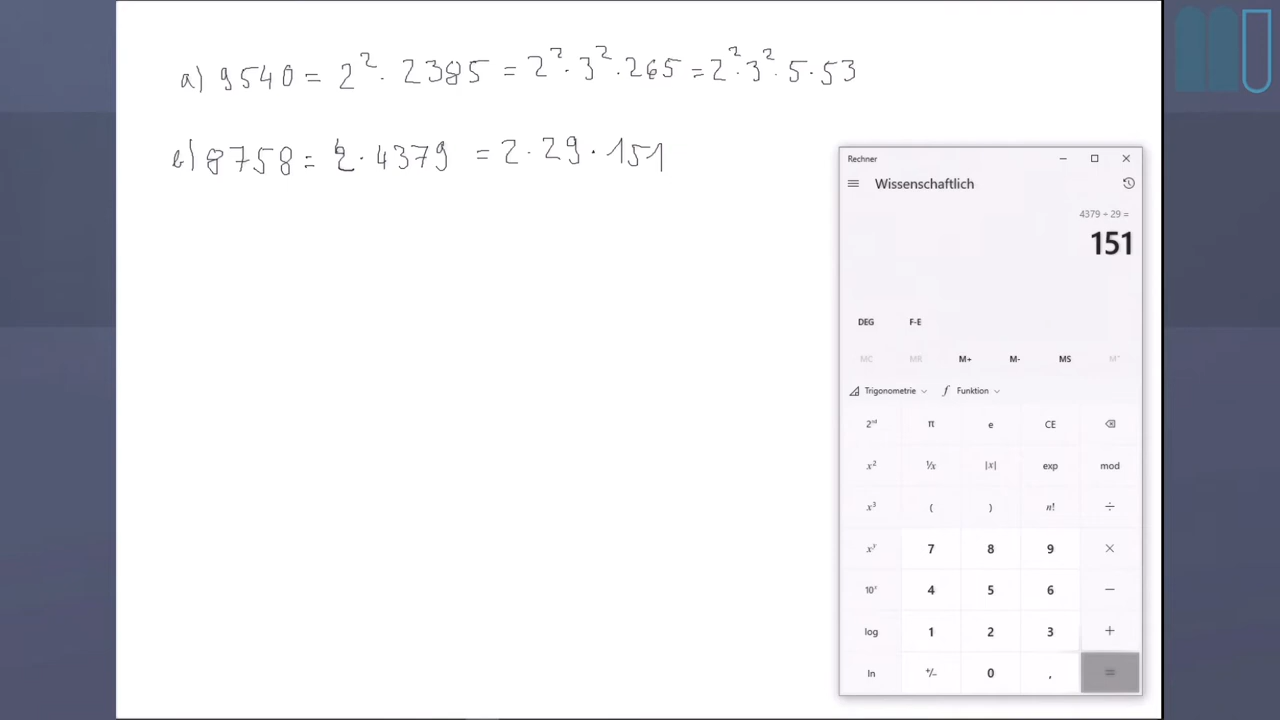 a) 9540 = 2² · 2385 = 2² · 3² · 265 = 2² · 3² · 5 · 53
b) 8758 = 2 · 4379 = 2 · 29 · 151
Rechner
Wissenschaftlich
4379 ÷ 29 =
151
DEG F-E
MC MR M+ M- MS M˅
Trigonometrie f Funktion
2ⁿᵈ π e CE
x² ¹/x |x| exp mod
x³ ( ) n! ÷
xʸ 7 8 9 ×
10ˣ 4 5 6 −
log 1 2 3 +
ln +/− 0 , =